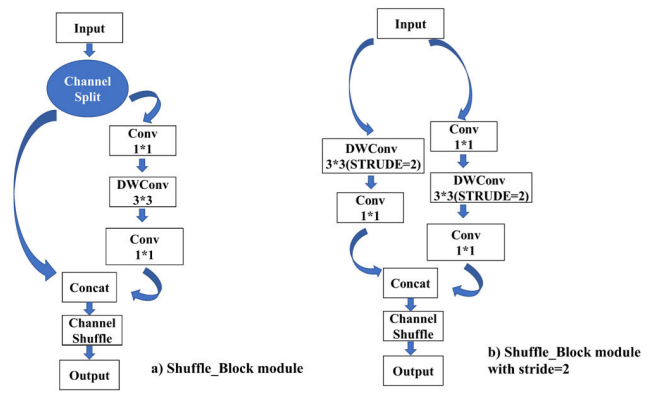 Input
Channel
Split
Conv
1*1
DWConv
3*3
Conv
1*1
Concat
Channel
Shuffle
Output
a) Shuffle_Block module
Input
DWConv
3*3(STRUDE=2)
Conv
1*1
Conv
1*1
DWConv
3*3(STRUDE=2)
Conv
1*1
Concat
Channel
Shuffle
Output
b) Shuffle_Block module
with stride=2